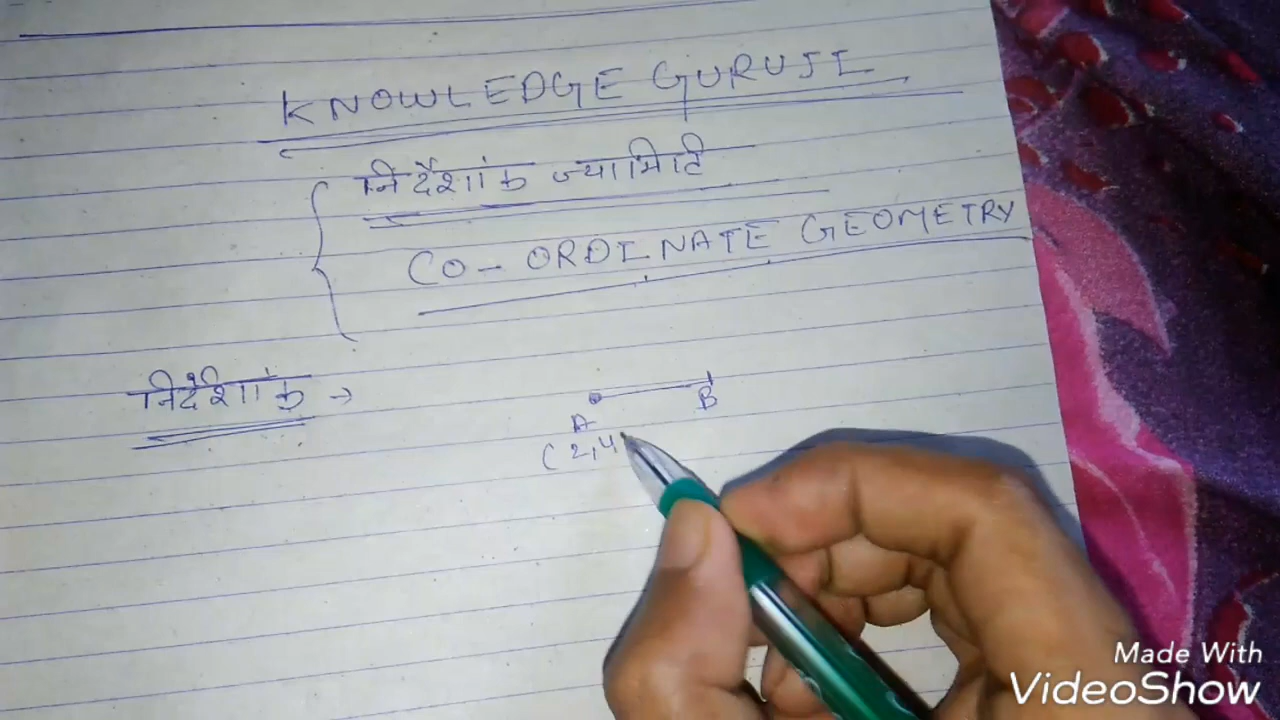 KNOWLEDGE GURUJI
निर्देशांक ज्यामिति
CO-ORDINATE GEOMETRY
निर्देशांक →
A B
(2,4
Made With
VideoShow